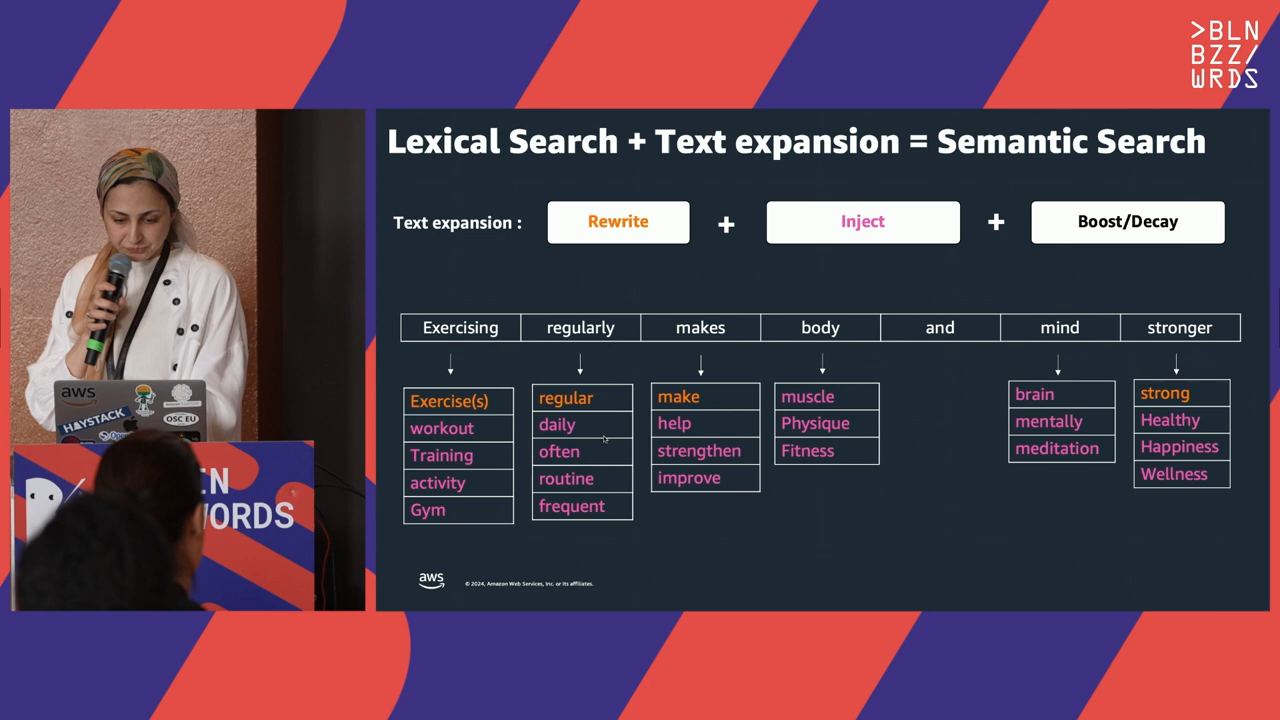 >BLN
BZZ/
WRDS
Lexical Search + Text expansion = Semantic Search
Text expansion : Rewrite + Inject + Boost/Decay
Exercising regularly makes body and mind stronger
Exercise(s)
workout
Training
activity
Gym
regular
daily
often
routine
frequent
make
help
strengthen
improve
muscle
Physique
Fitness
brain
mentally
meditation
strong
Healthy
Happiness
Wellness
aws
© 2024, Amazon Web Services, Inc. or its affiliates.
aws
HAYSTACK
OSC EU